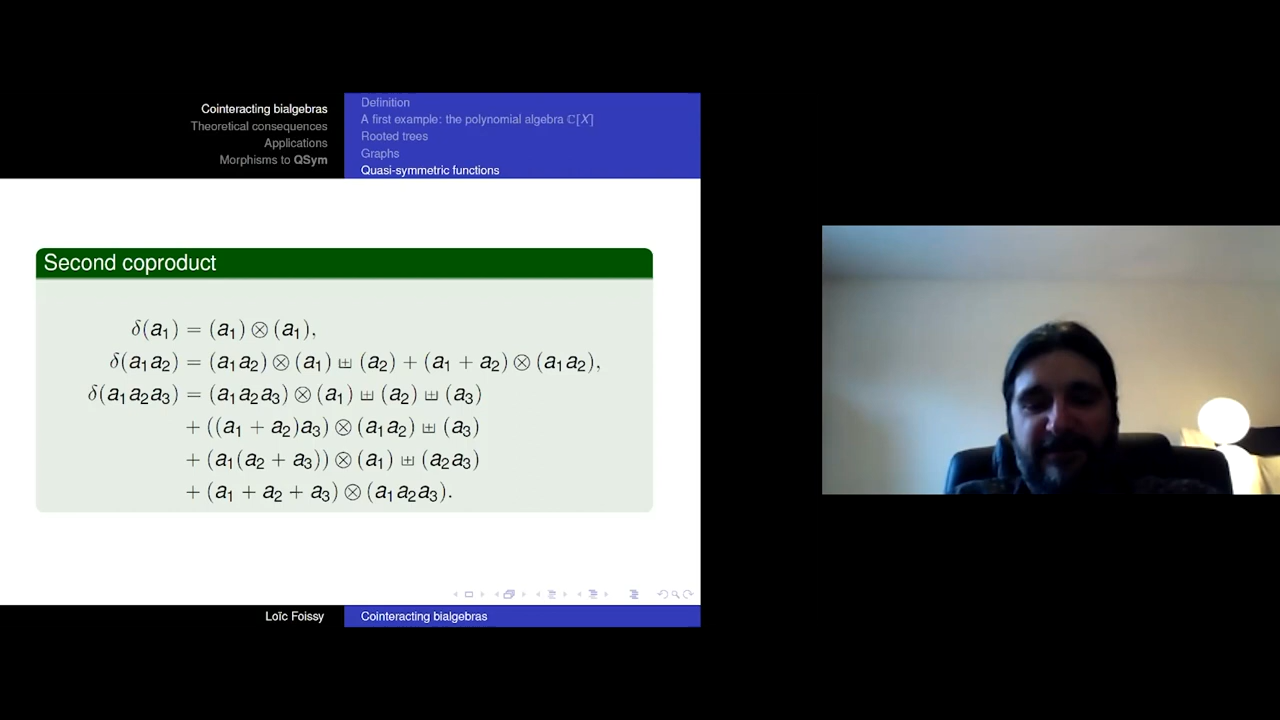 Cointeracting bialgebras
Theoretical consequences
Applications
Morphisms to QSym
Definition
A first example: the polynomial algebra ℂ[X]
Rooted trees
Graphs
Quasi-symmetric functions
Second coproduct
δ(a₁) = (a₁) ⊗ (a₁),
δ(a₁a₂) = (a₁a₂) ⊗ (a₁) ⧢ (a₂) + (a₁ + a₂) ⊗ (a₁a₂),
δ(a₁a₂a₃) = (a₁a₂a₃) ⊗ (a₁) ⧢ (a₂) ⧢ (a₃)
+ ((a₁ + a₂)a₃) ⊗ (a₁a₂) ⧢ (a₃)
+ (a₁(a₂ + a₃)) ⊗ (a₁) ⧢ (a₂a₃)
+ (a₁ + a₂ + a₃) ⊗ (a₁a₂a₃).
Loïc Foissy
Cointeracting bialgebras